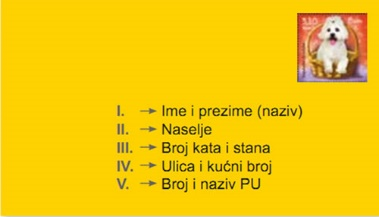 I. → Ime i prezime (naziv)
II. → Naselje
III. → Broj kata i stana
IV. → Ulica i kućni broj
V. → Broj i naziv PU